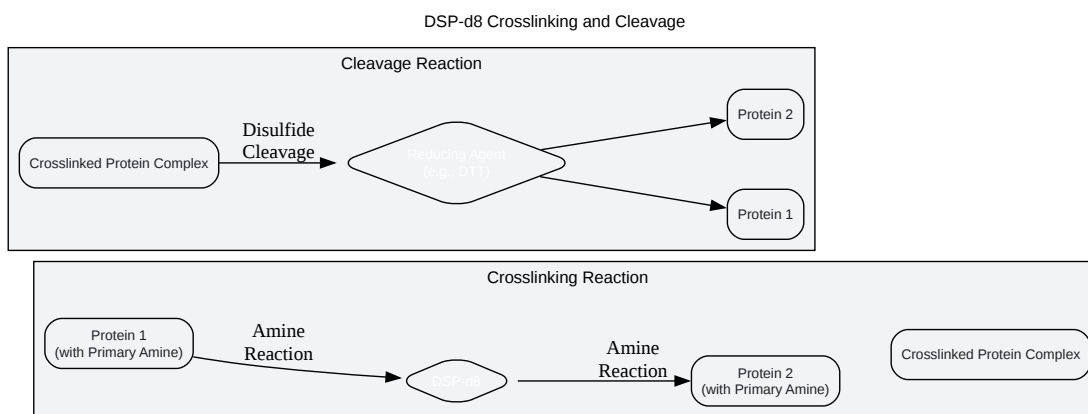 DSP-d8 Crosslinking and Cleavage
Cleavage Reaction
Crosslinked Protein Complex
Disulfide
Cleavage
Reducing Agent
(e.g., DTT)
Protein 2
Protein 1
Crosslinking Reaction
Protein 1
(with Primary Amine)
Amine
Reaction
DSP-d8
Amine
Reaction
Protein 2
(with Primary Amine)
Crosslinked Protein Complex